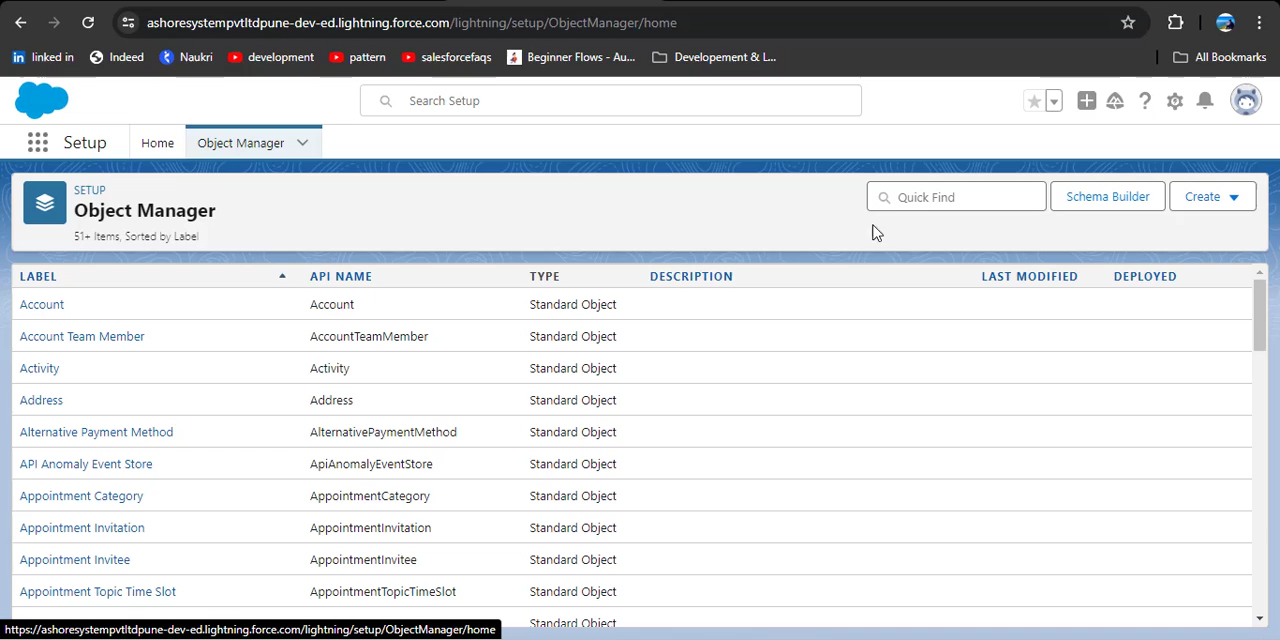 ashoresystempvtltdpune-dev-ed.lightning.force.com/lightning/setup/ObjectManager/home
linked in Indeed Naukri development pattern salesforcefaqs Beginner Flows - Au... Developement & L... All Bookmarks
Search Setup
Setup Home Object Manager
SETUP
Object Manager
51+ Items, Sorted by Label
Quick Find Schema Builder Create
LABEL API NAME TYPE DESCRIPTION LAST MODIFIED DEPLOYED
Account Account Standard Object
Account Team Member AccountTeamMember Standard Object
Activity Activity Standard Object
Address Address Standard Object
Alternative Payment Method AlternativePaymentMethod Standard Object
API Anomaly Event Store ApiAnomalyEventStore Standard Object
Appointment Category AppointmentCategory Standard Object
Appointment Invitation AppointmentInvitation Standard Object
Appointment Invitee AppointmentInvitee Standard Object
Appointment Topic Time Slot AppointmentTopicTimeSlot Standard Object
Standard Object
https://ashoresystempvtltdpune-dev-ed.lightning.force.com/lightning/setup/ObjectManager/home